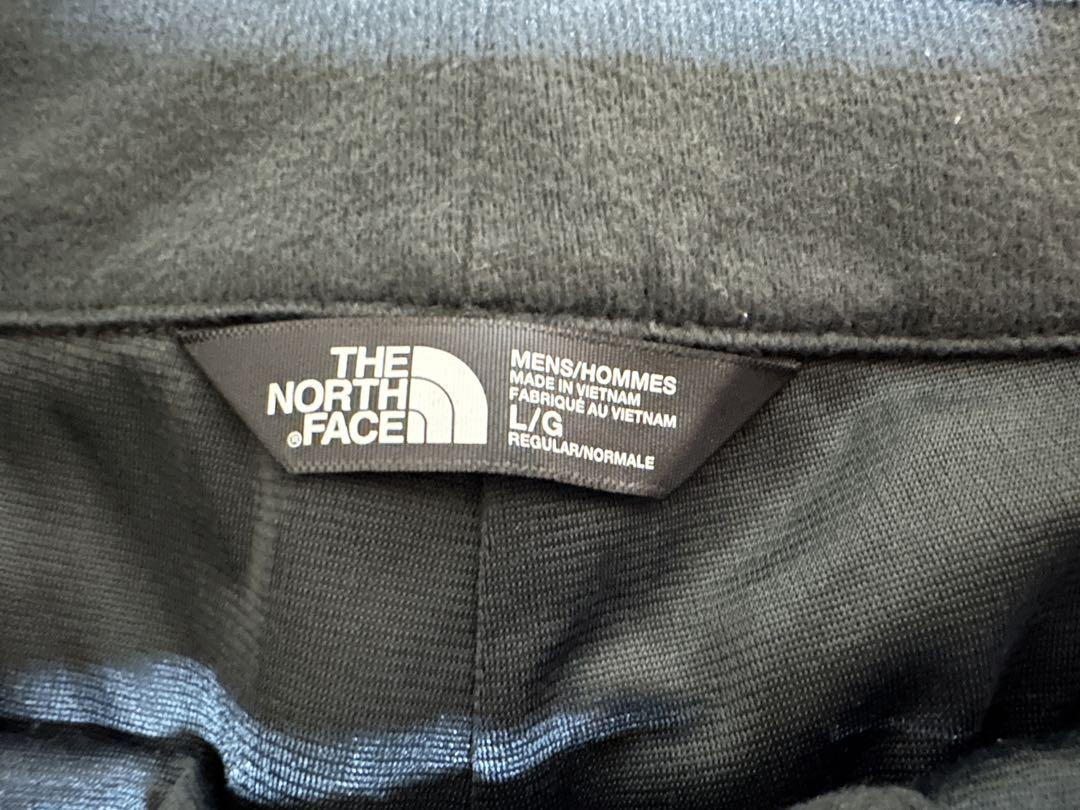 THE
NORTH
®FACE
MENS/HOMMES
MADE IN VIETNAM
FABRIQUÉ AU VIETNAM
L/G
REGULAR/NORMALE